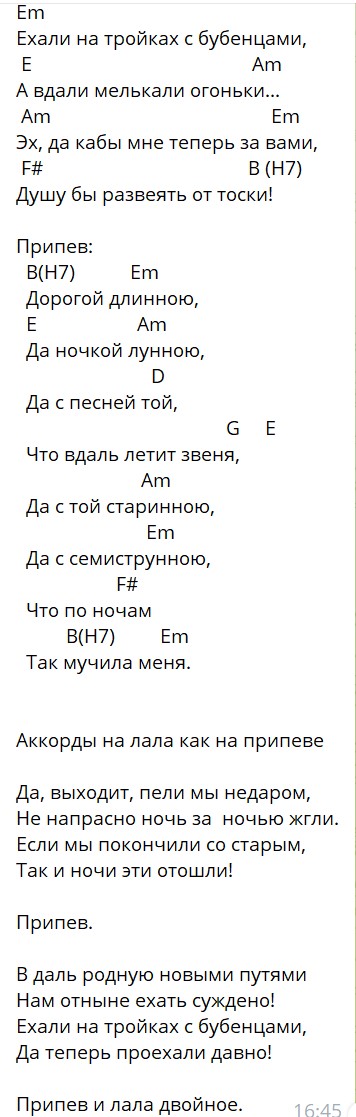 Em
Ехали на тройках с бубенцами,
E Am
А вдали мелькали огоньки...
Am Em
Эх, да кабы мне теперь за вами,
F# B (H7)
Душу бы развеять от тоски!
Припев:
B(H7) Em
Дорогой длинною,
E Am
Да ночкой лунною,
D
Да с песней той,
G E
Что вдаль летит звеня,
Am
Да с той старинною,
Em
Да с семиструнною,
F#
Что по ночам
B(H7) Em
Так мучила меня.
Аккорды на лала как на припеве
Да, выходит, пели мы недаром,
Не напрасно ночь за ночью жгли.
Если мы покончили со старым,
Так и ночи эти отошли!
Припев.
В даль родную новыми путями
Нам отныне ехать суждено!
Ехали на тройках с бубенцами,
Да теперь проехали давно!
Припев и лала двойное.
16:45